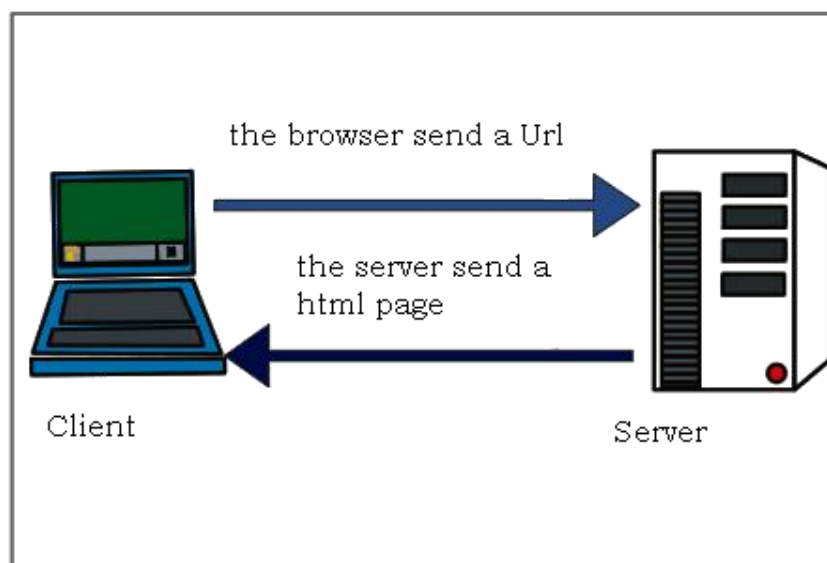 the browser send a Url
the server send a
html page
Client
Server